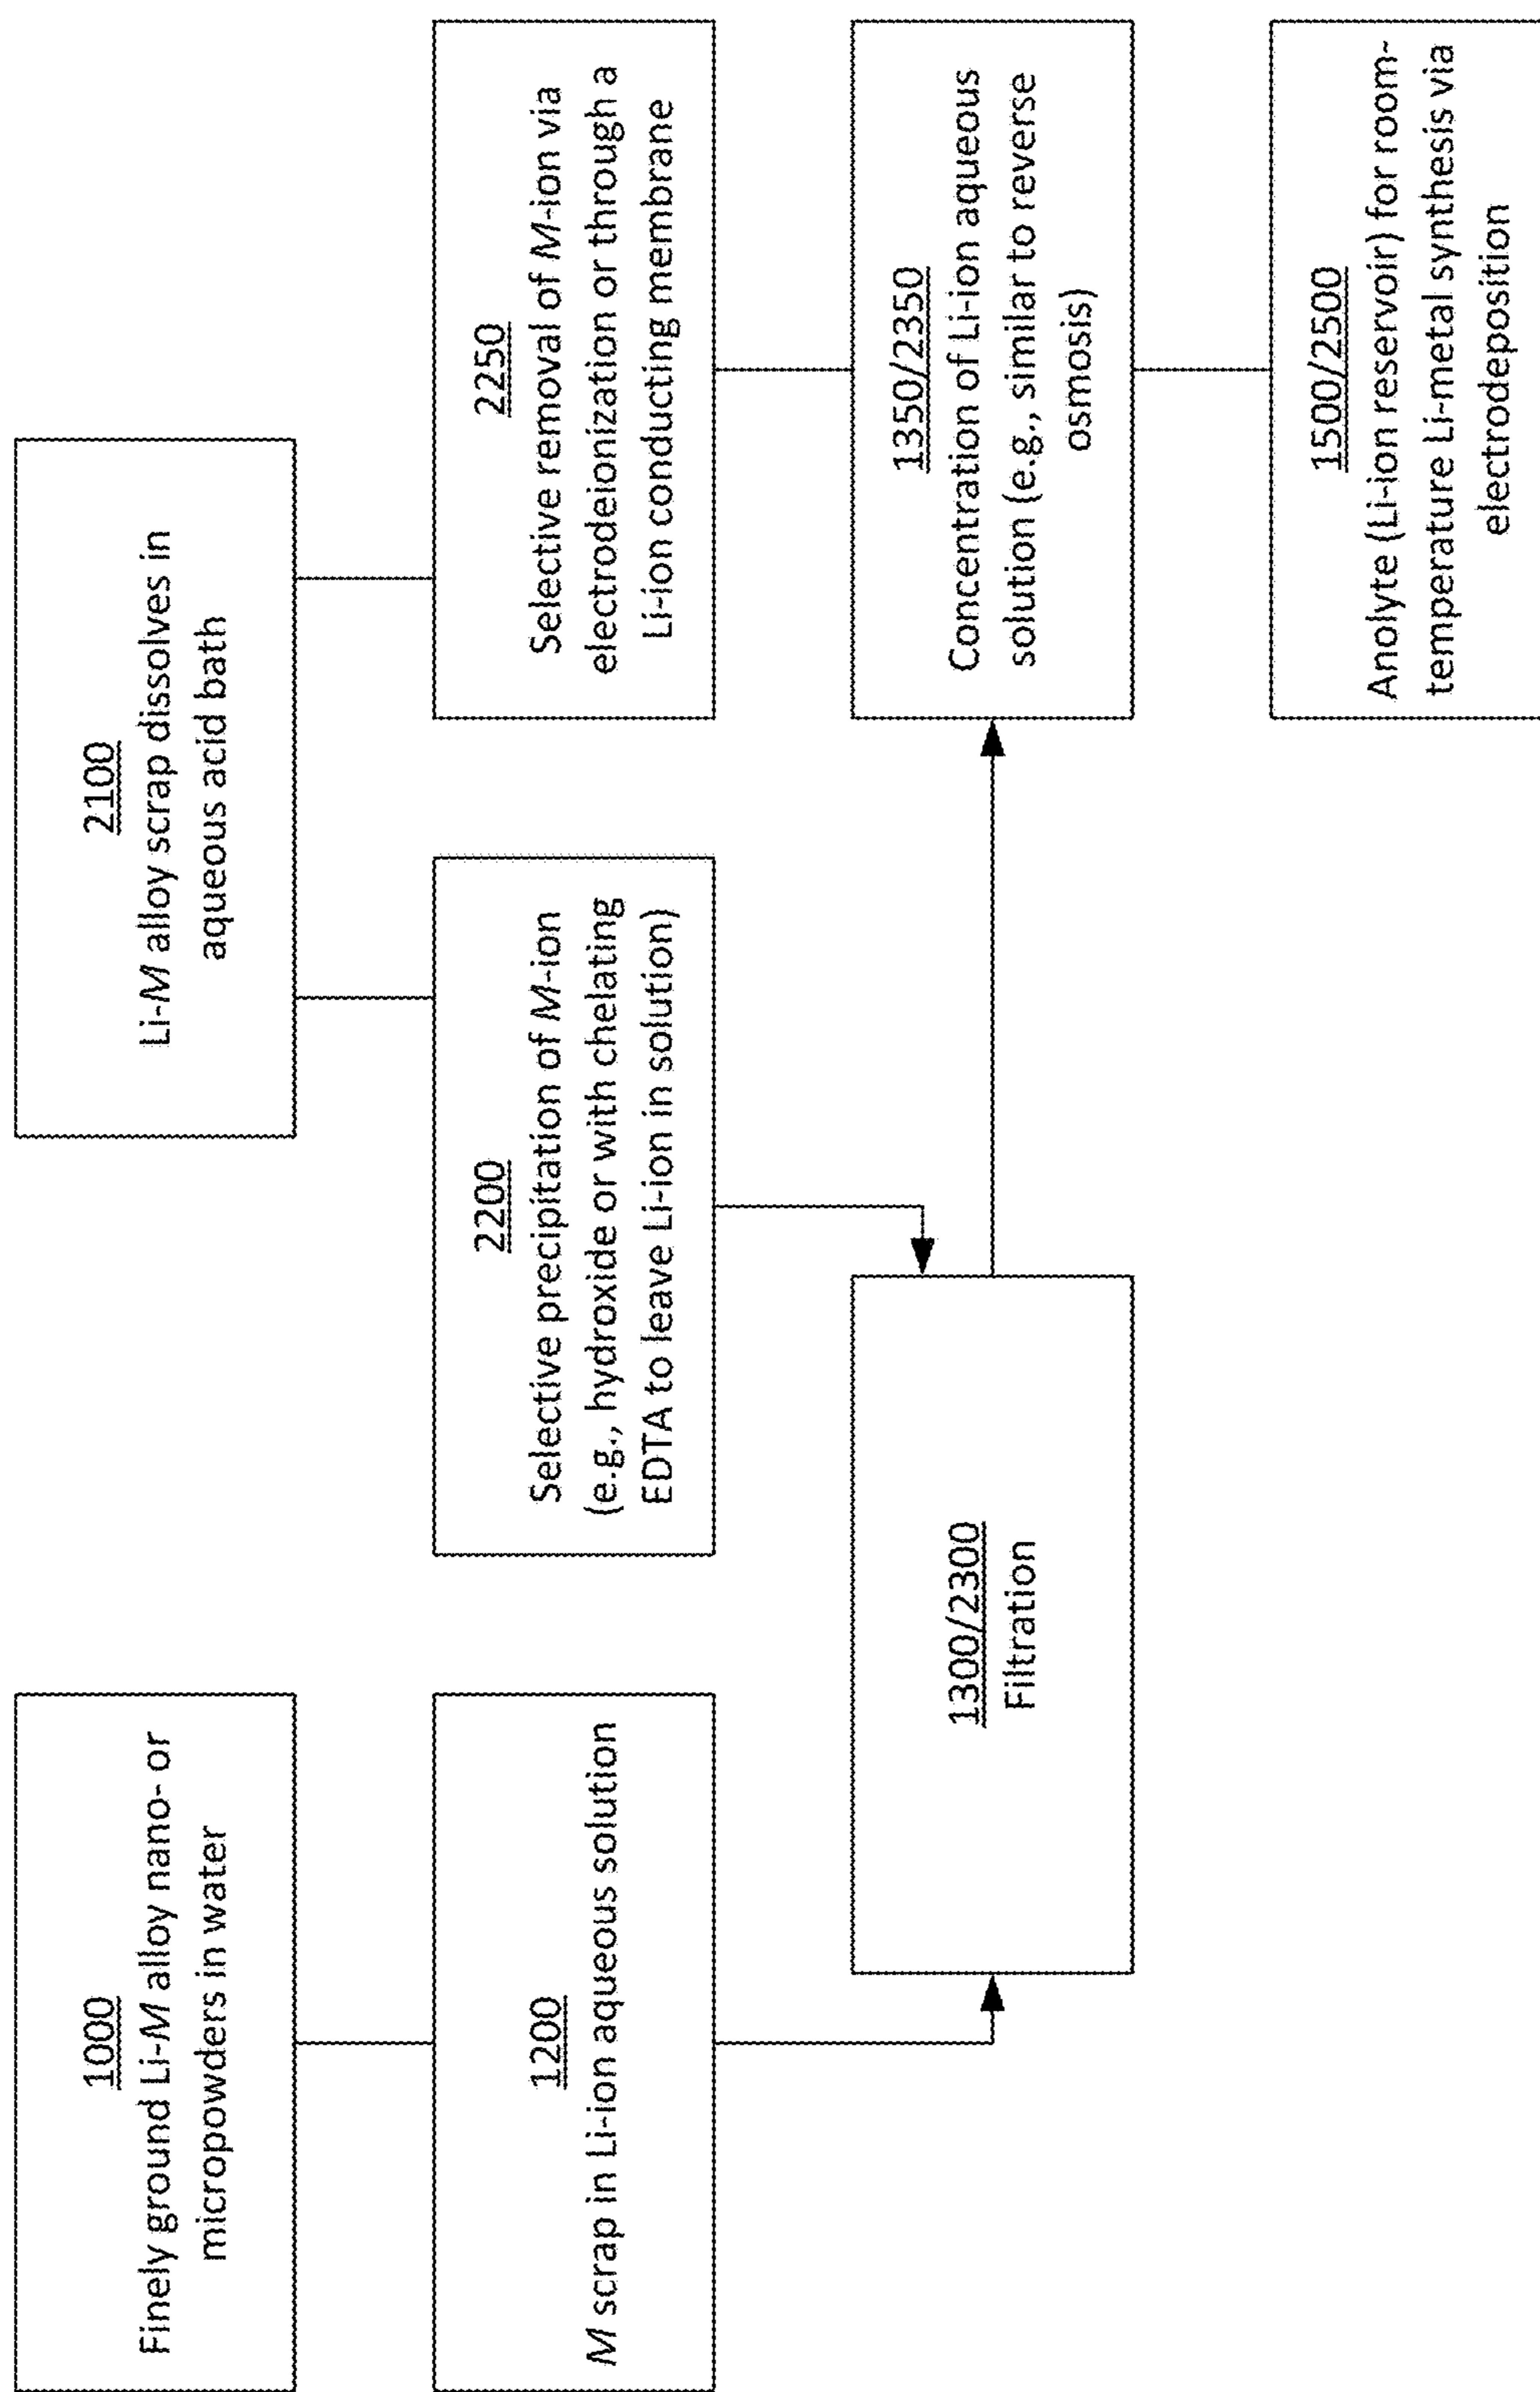 1000
Finely ground Li-M alloy nano- or
micropowders in water
2100
Li-M alloy scrap dissolves in
aqueous acid bath
1200
M scrap in Li-ion aqueous solution
2200
Selective precipitation of M-ion
(e.g., hydroxide or with chelating
EDTA to leave Li-ion in solution)
2250
Selective removal of M-ion via
electrodeionization or through a
Li-ion conducting membrane
1300/2300
Filtration
1350/2350
Concentration of Li-ion aqueous
solution (e.g., similar to reverse
osmosis)
1500/2500
Anolyte (Li-ion reservoir) for room-
temperature Li-metal synthesis via
electrodeposition